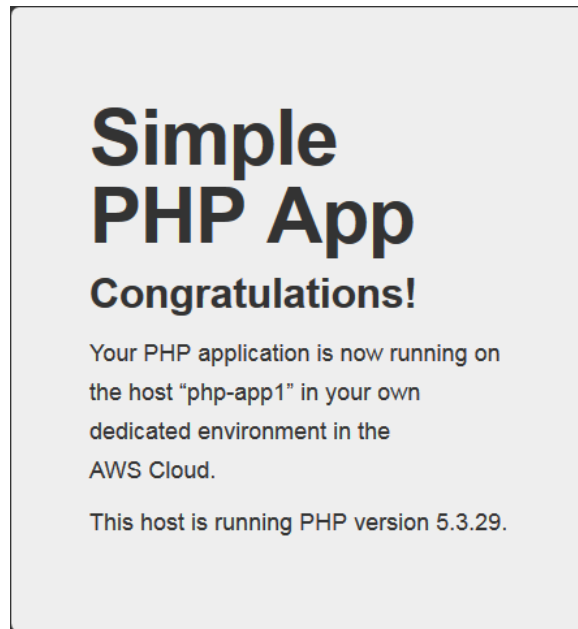 Simple
PHP App
Congratulations!
Your PHP application is now running on
the host “php-app1” in your own
dedicated environment in the
AWS Cloud.
This host is running PHP version 5.3.29.